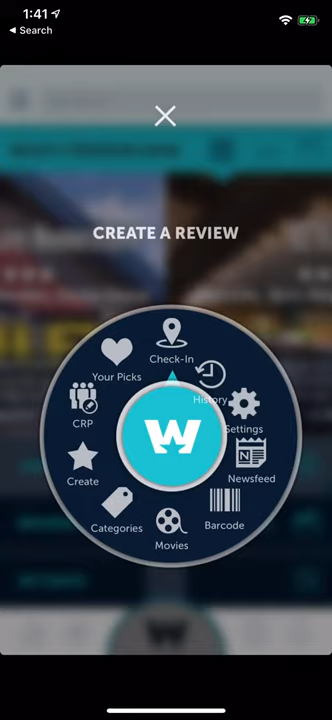 1:41
Search
CREATE A REVIEW
Check-In
Your Picks
History
CRP
Settings
Create
N
Newsfeed
Categories
Barcode
Movies
W